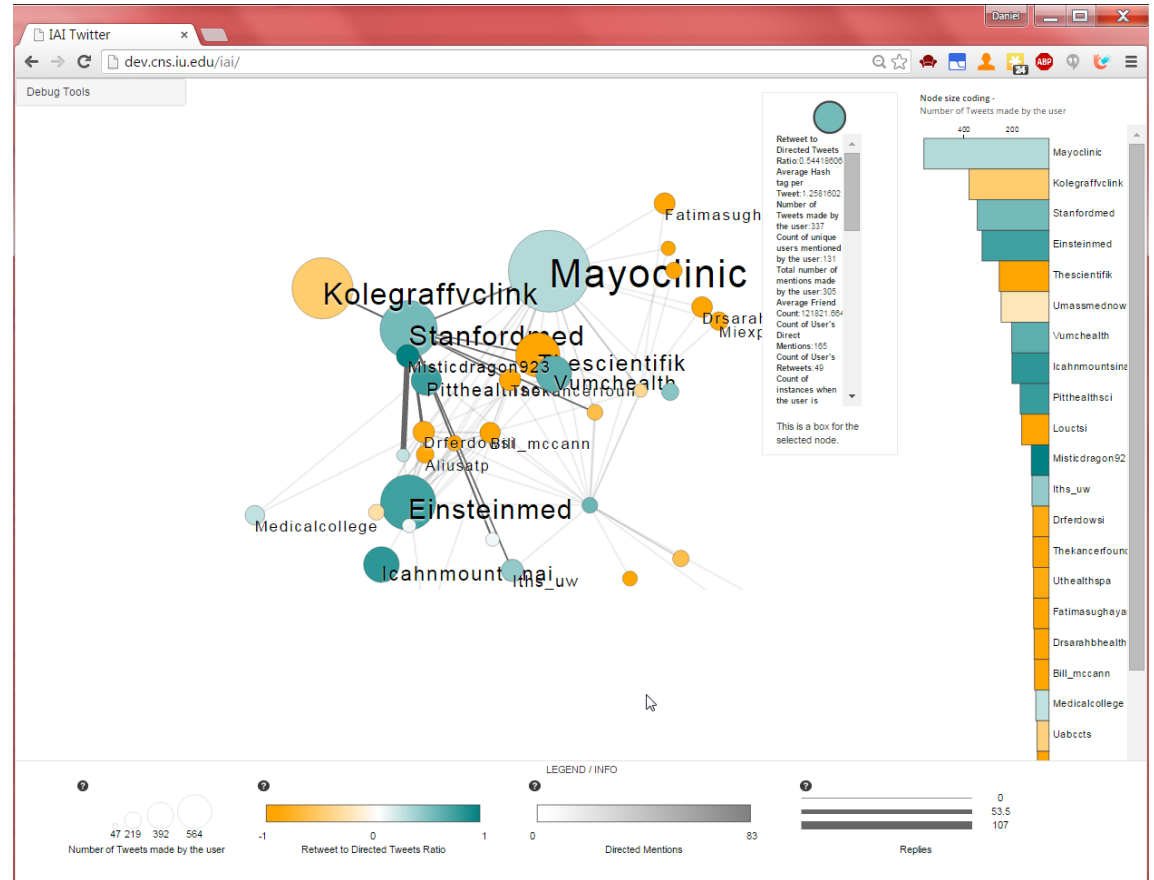 Daniel
IAI Twitter
dev.cns.iu.edu/iai/
24
ABP
Debug Tools
Retweet to
Directed Tweets
Ratio:0.54418606
Average Hash
tag per
Tweet:1.2581602
Number of
Tweets made by
the user:337
Count of unique
users mentioned
by the user:131
Total number of
mentions made
by the user:305
Average Friend
Count:121821.664
Count of User's
Direct
Mentions:165
Count of User's
Retweets:49
Count of
instances when
the user is
This is a box for the
selected node.
Node size coding -
Number of Tweets made by the user
400 200
Mayoclinic
Kolegraffvclink
Stanfordmed
Einsteinmed
Thescientifik
Umassmednow
Vumchealth
Icahnmountsina
Pitthealthsci
Louctsi
Misticdragon92
Iths_uw
Drferdowsi
Thekancerfound
Uthealthspa
Fatimasughaya
Drsarahbhealth
Bill_mccann
Medicalcollege
Uabccts
Fatimasugh
Mayoclinic
Kolegraffvclink
Drsarah
Miexp
Stanfordmed
Thescientifik
Misticdragon923
Vumchealth
Drferdowsi
Bill_mccann
Aliusatp
Einsteinmed
Medicalcollege
Iths_uw
LEGEND / INFO
? ? ? ?
47 219 392 564
Number of Tweets made by the user
-1 0 1
Retweet to Directed Tweets Ratio
0 83
Directed Mentions
0
53.5
107
Replies